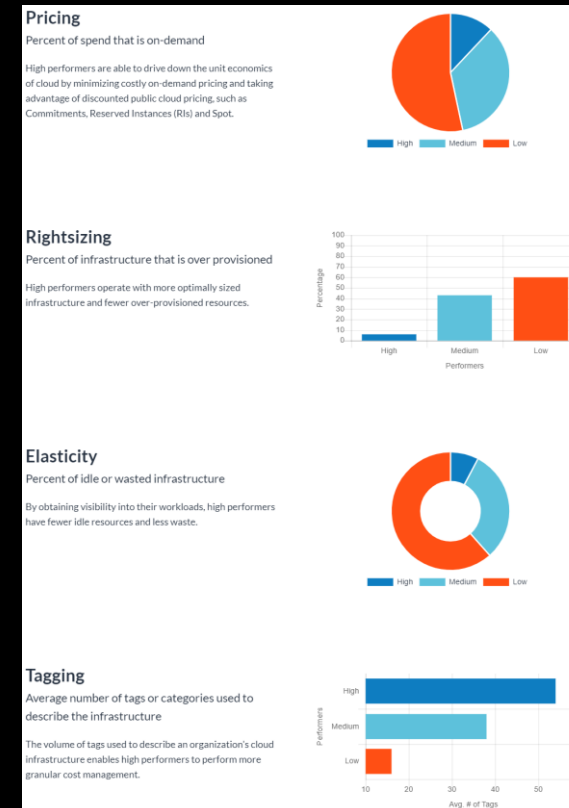 Pricing
Percent of spend that is on-demand
High performers are able to drive down the unit economics
of cloud by minimizing costly on-demand pricing and taking
advantage of discounted public cloud pricing, such as
Commitments, Reserved Instances (RIs) and Spot.
High Medium Low
Rightsizing
Percent of infrastructure that is over provisioned
High performers operate with more optimally sized
infrastructure and fewer over-provisioned resources.
Percentage
100
90
80
70
60
50
40
30
20
10
0
High Medium Low
Performers
Elasticity
Percent of idle or wasted infrastructure
By obtaining visibility into their workloads, high performers
have fewer idle resources and less waste.
High Medium Low
Tagging
Average number of tags or categories used to
describe the infrastructure
The volume of tags used to describe an organization's cloud
infrastructure enables high performers to perform more
granular cost management.
Performers
High
Medium
Low
10 20 30 40 50
Avg. # of Tags